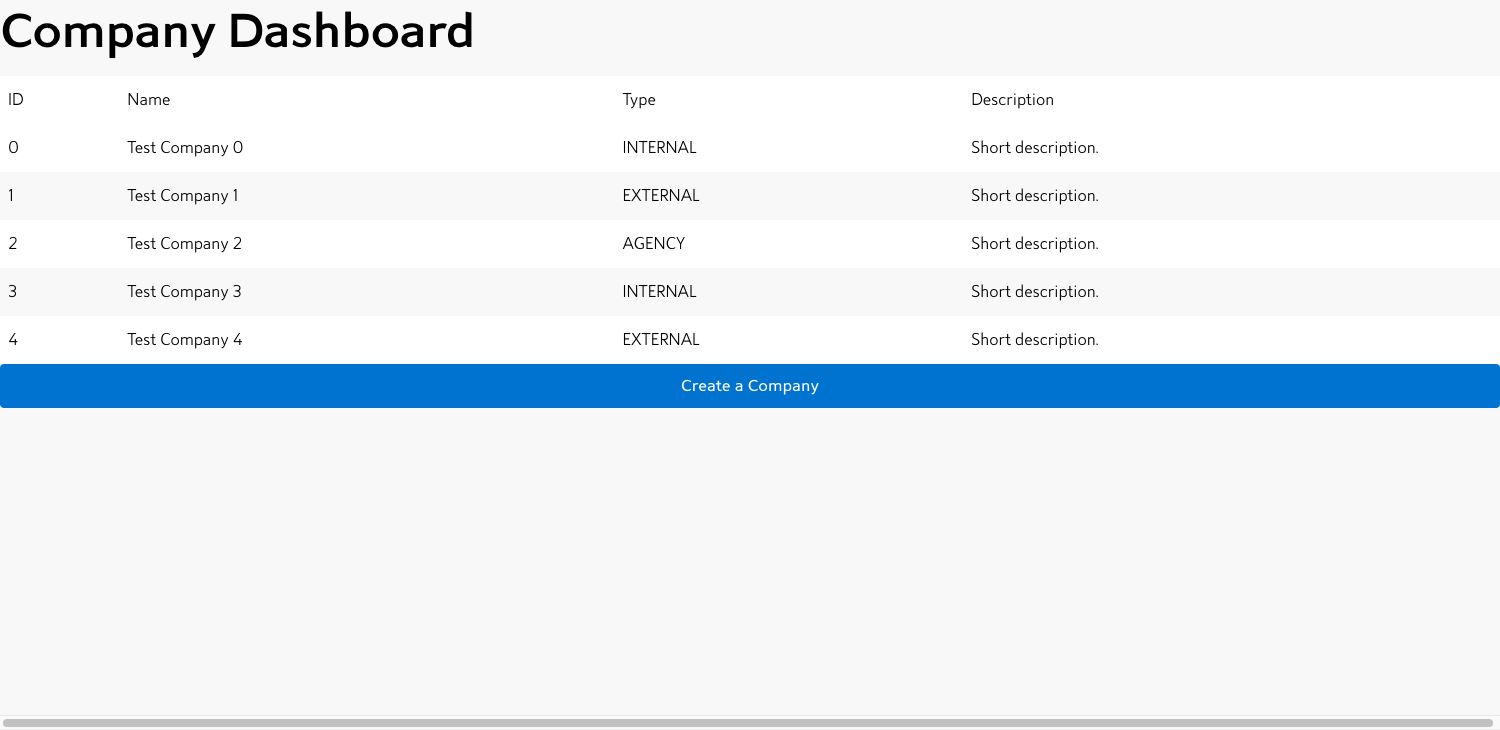 Company Dashboard
ID Name Type Description
0 Test Company 0 INTERNAL Short description.
1 Test Company 1 EXTERNAL Short description.
2 Test Company 2 AGENCY Short description.
3 Test Company 3 INTERNAL Short description.
4 Test Company 4 EXTERNAL Short description.
Create a Company